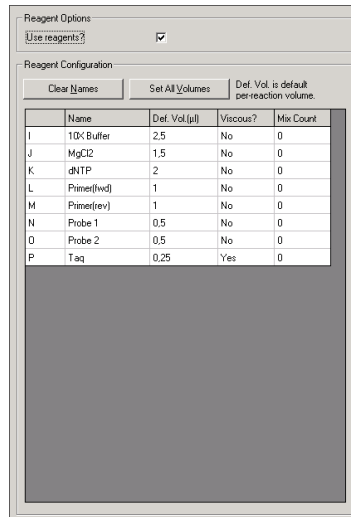 Reagent Options
Use reagents?
Reagent Configuration
Clear Names
Set All Volumes
Def. Vol. is default
per-reaction volume.
Name Def. Vol.(µl) Viscous? Mix Count
I 10X Buffer 2,5 No 0
J MgCl2 1,5 No 0
K dNTP 2 No 0
L Primer(fwd) 1 No 0
M Primer(rev) 1 No 0
N Probe 1 0,5 No 0
O Probe 2 0,5 No 0
P Taq 0,25 Yes 0